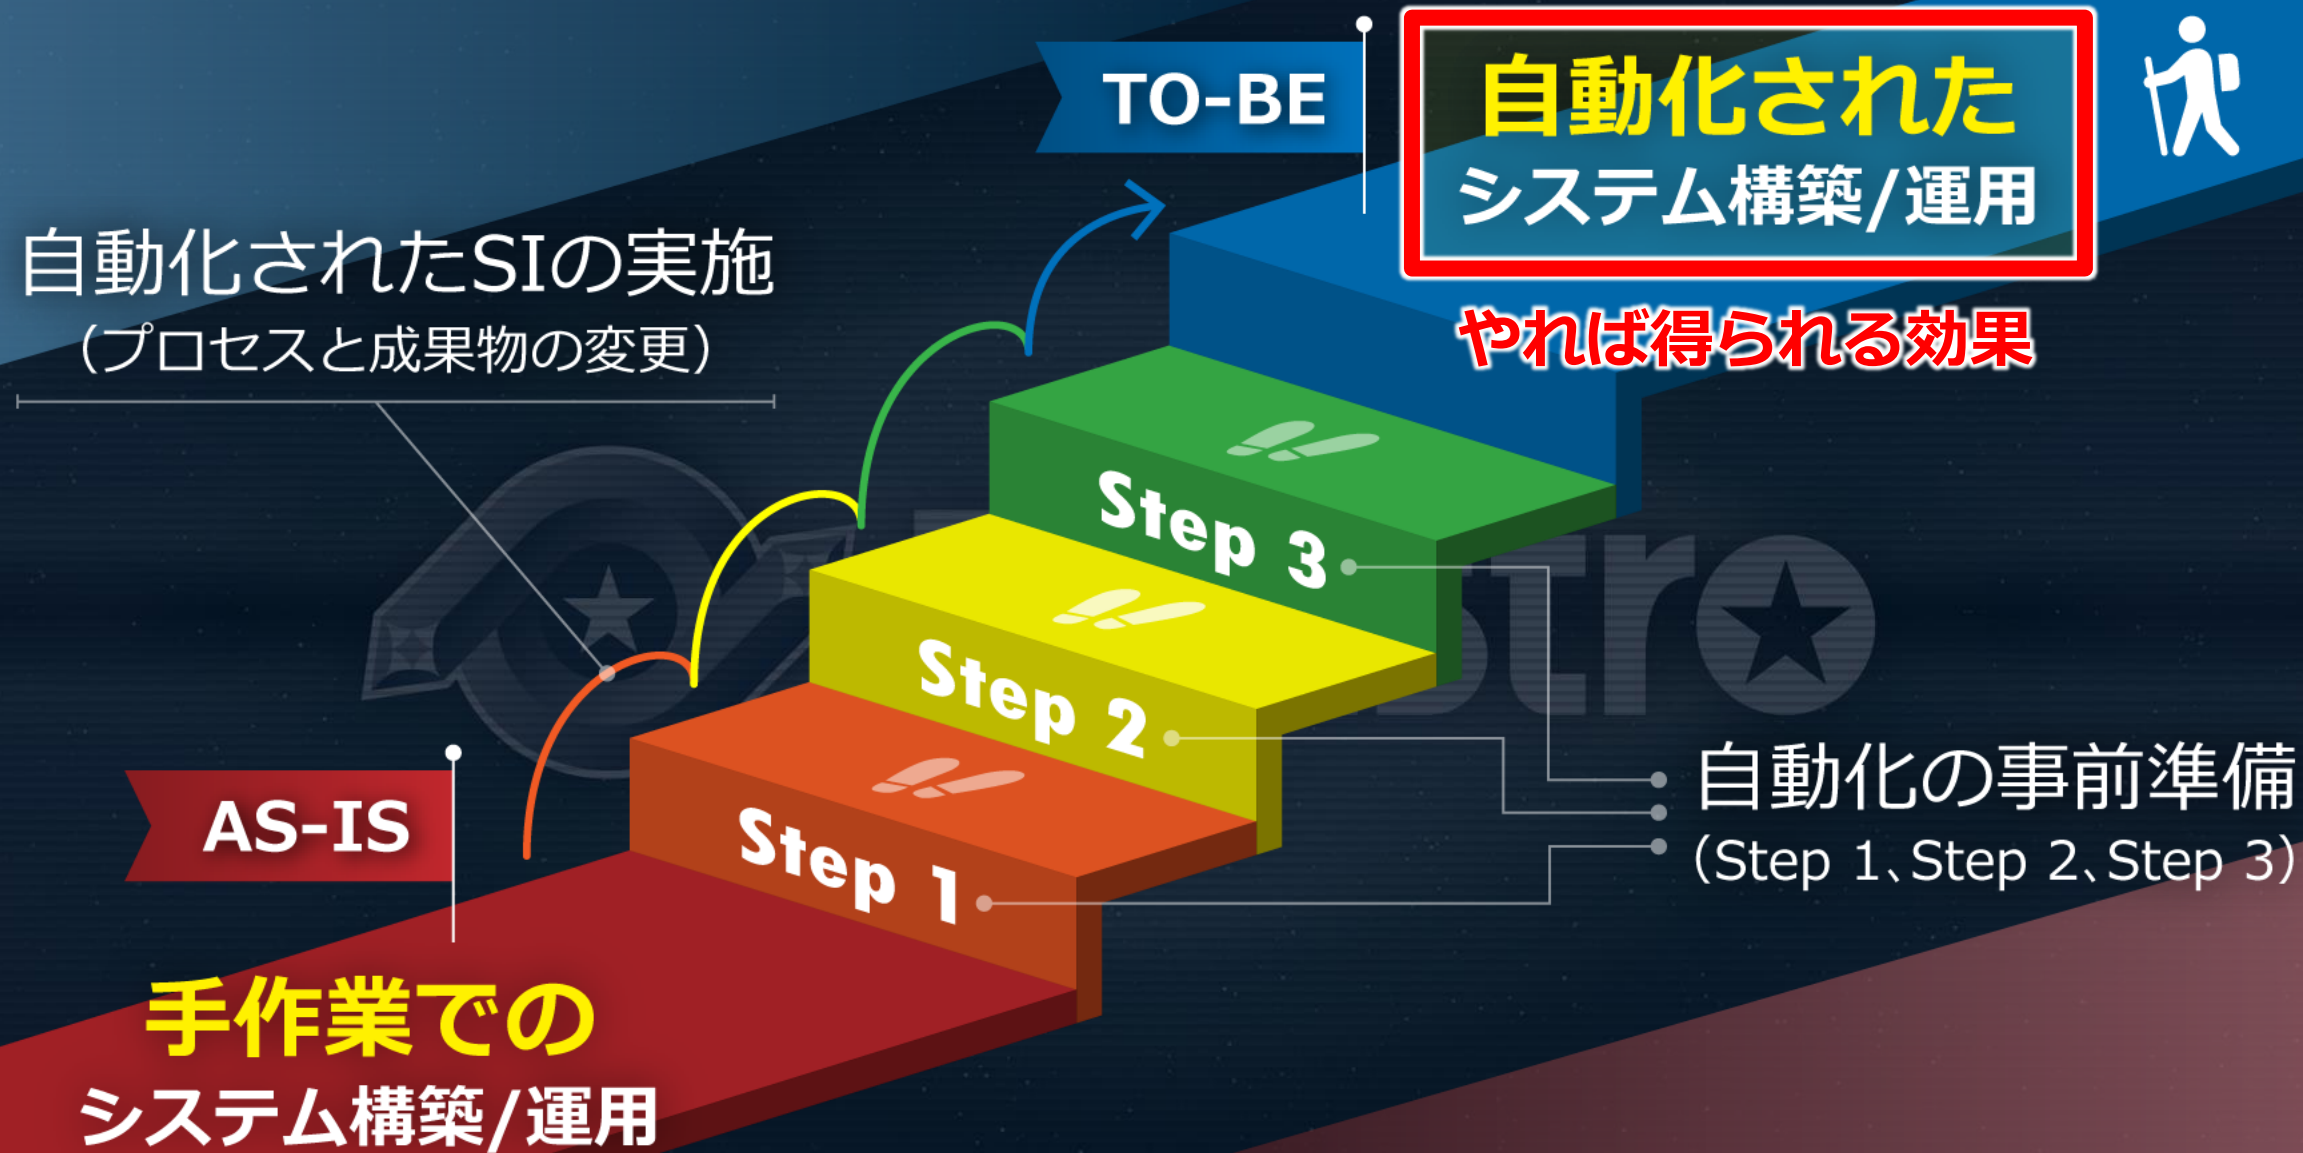 TO-BE
自動化された
システム構築/運用
やれば得られる効果
自動化されたSIの実施
（プロセスと成果物の変更）
Step 3
Step 2
Step 1
自動化の事前準備
（Step 1、Step 2、Step 3）
AS-IS
手作業での
システム構築/運用